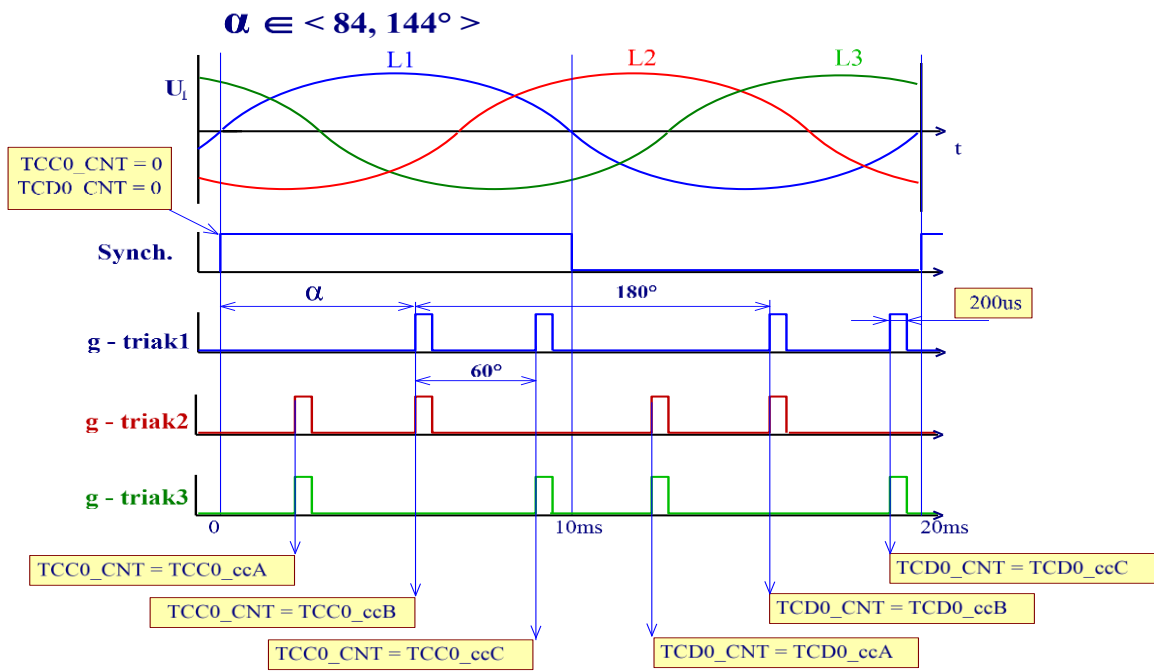 α ∈ < 84, 144° >
L1
L2
L3
U_f
t
TCC0_CNT = 0
TCD0_CNT = 0
Synch.
α
180°
200us
g - triak1
60°
g - triak2
g - triak3
0
10ms
20ms
TCC0_CNT = TCC0_ccA
TCD0_CNT = TCD0_ccC
TCC0_CNT = TCC0_ccB
TCD0_CNT = TCD0_ccB
TCC0_CNT = TCC0_ccC
TCD0_CNT = TCD0_ccA